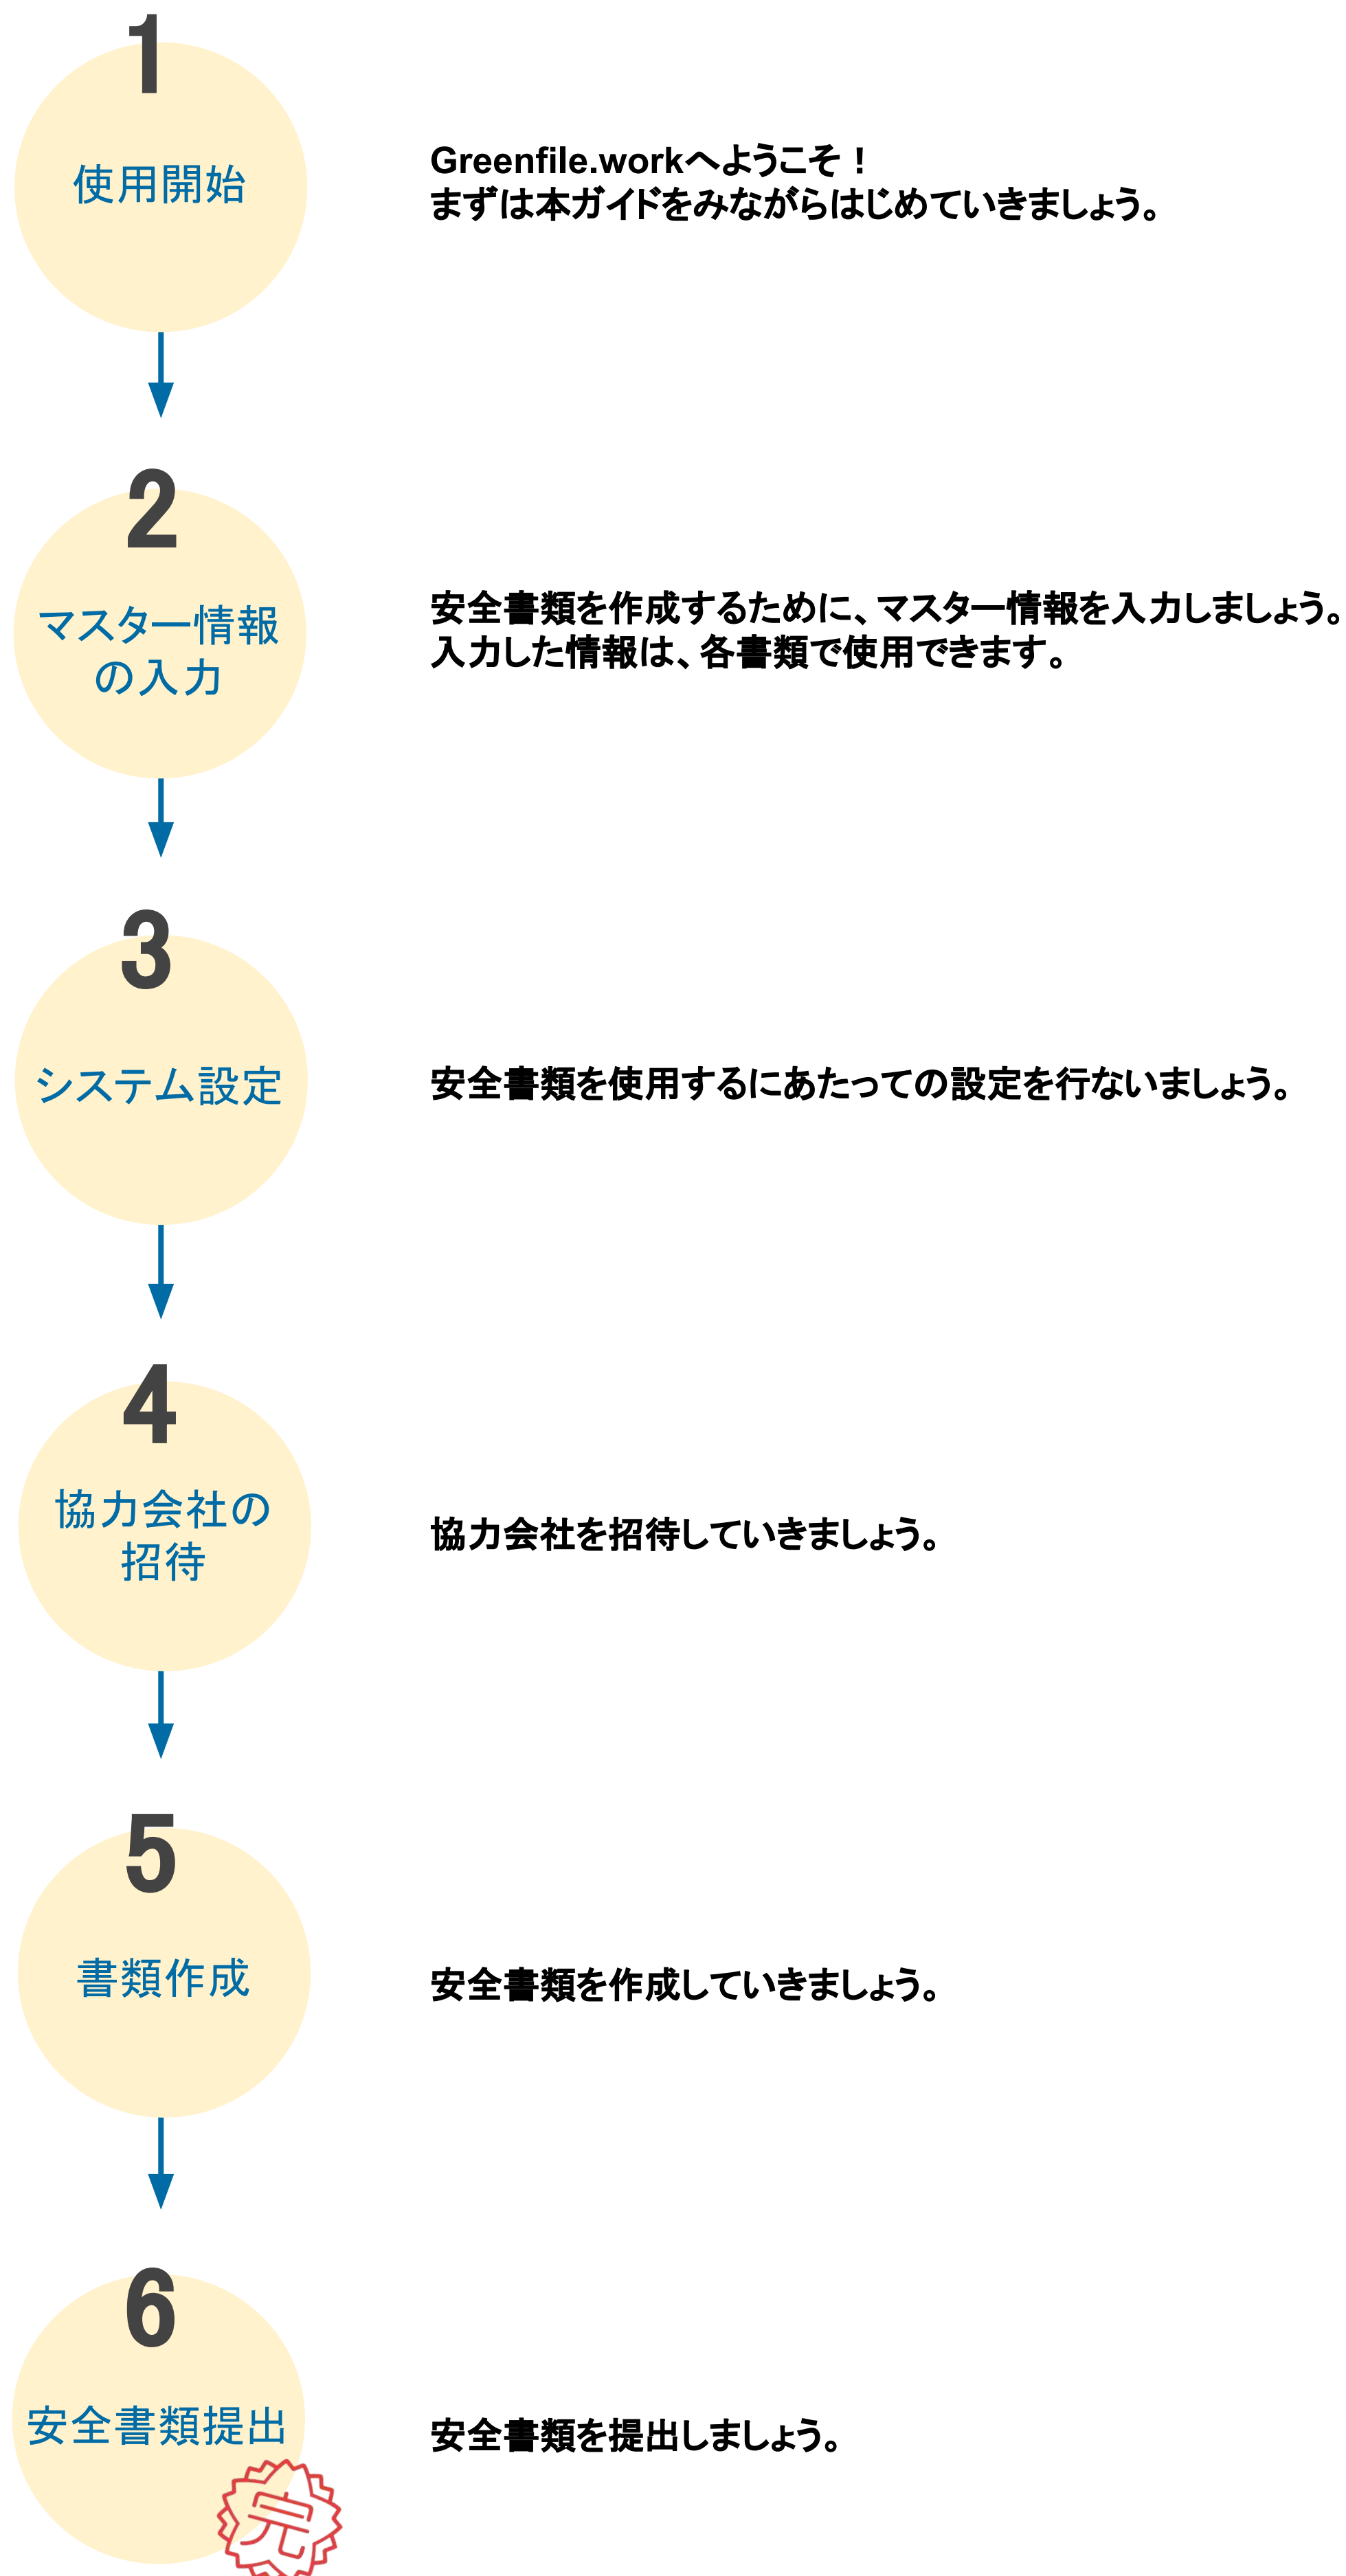 1
使用開始
Greenfile.workへようこそ！
まずは本ガイドをみながらはじめていきましょう。
2
マスター情報
の入力
安全書類を作成するために、マスター情報を入力しましょう。
入力した情報は、各書類で使用できます。
3
システム設定
安全書類を使用するにあたっての設定を行ないましょう。
4
協力会社の
招待
協力会社を招待していきましょう。
5
書類作成
安全書類を作成していきましょう。
6
安全書類提出
安全書類を提出しましょう。
完